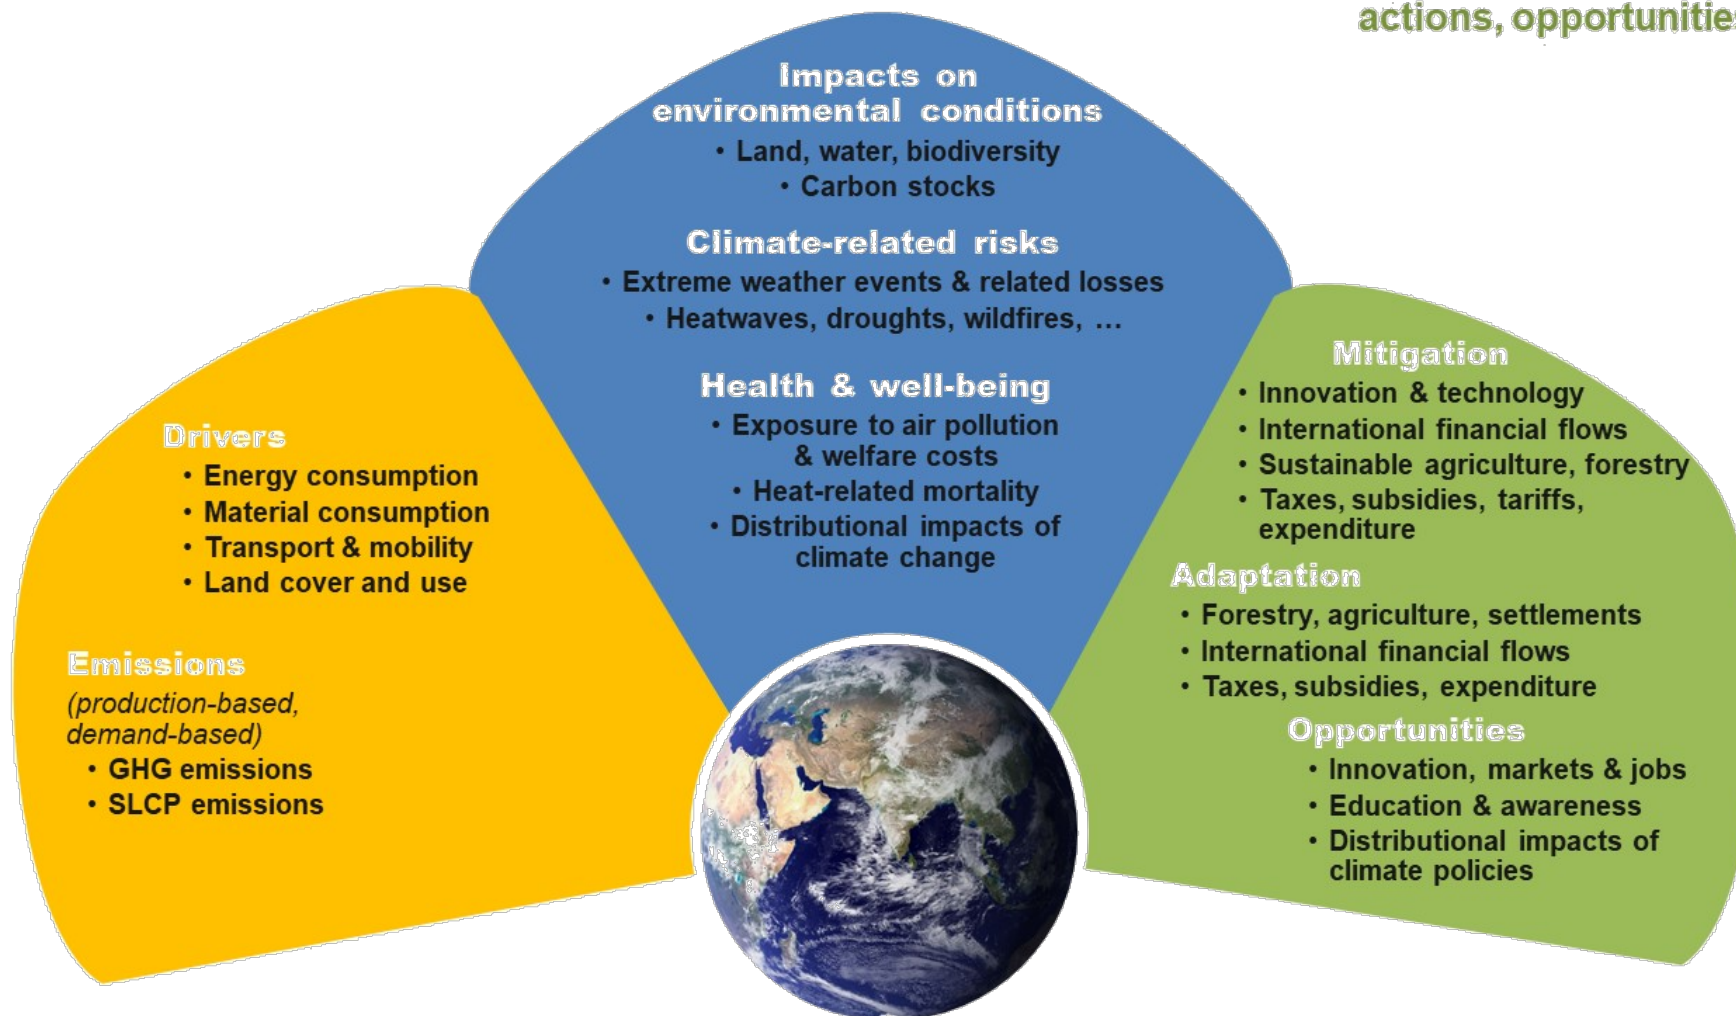 actions, opportunities
Impacts on
environmental conditions
• Land, water, biodiversity
• Carbon stocks
Climate-related risks
• Extreme weather events & related losses
• Heatwaves, droughts, wildfires, …
Health & well-being
• Exposure to air pollution
& welfare costs
• Heat-related mortality
• Distributional impacts of
climate change
Drivers
• Energy consumption
• Material consumption
• Transport & mobility
• Land cover and use
Emissions
(production-based,
demand-based)
• GHG emissions
• SLCP emissions
Mitigation
• Innovation & technology
• International financial flows
• Sustainable agriculture, forestry
• Taxes, subsidies, tariffs,
expenditure
Adaptation
• Forestry, agriculture, settlements
• International financial flows
• Taxes, subsidies, expenditure
Opportunities
• Innovation, markets & jobs
• Education & awareness
• Distributional impacts of
climate policies